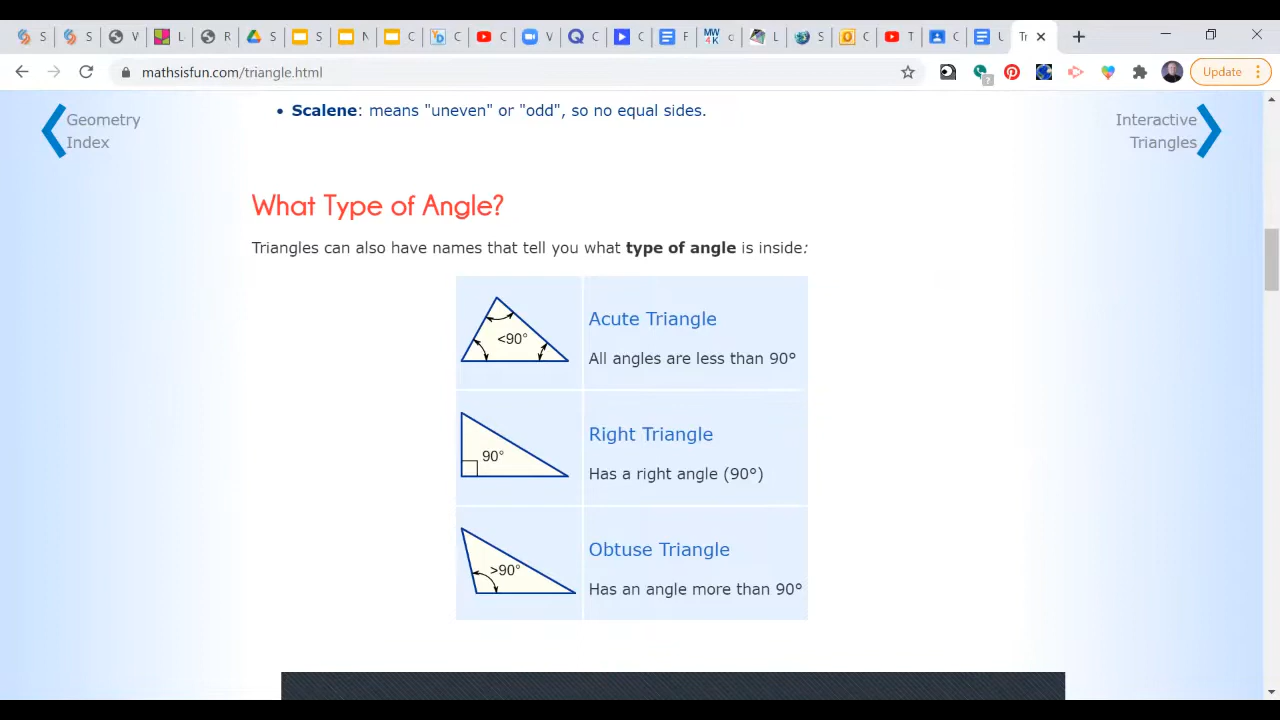 S S V L R S S N C C C V C C F MW 4K c L S C T C U Tr
mathsisfun.com/triangle.html
Update
Geometry
Index
• Scalene: means "uneven" or "odd", so no equal sides.
Interactive
Triangles
What Type of Angle?
Triangles can also have names that tell you what type of angle is inside:
<90°
Acute Triangle
All angles are less than 90°
90°
Right Triangle
Has a right angle (90°)
>90°
Obtuse Triangle
Has an angle more than 90°